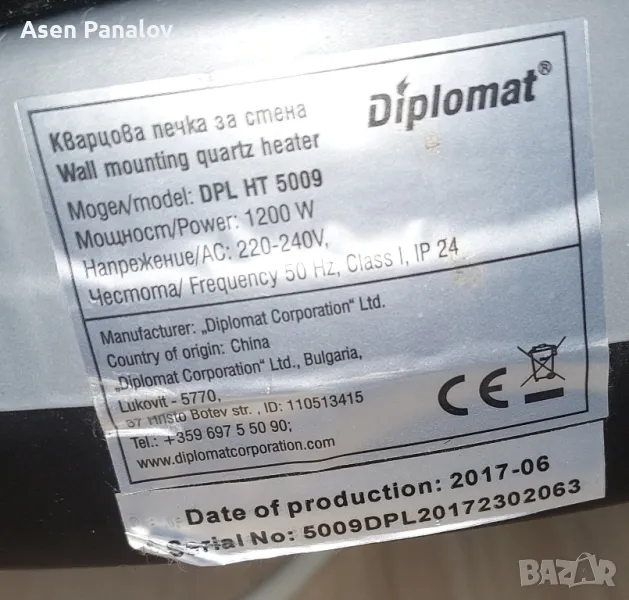 Asen Panalov
Diplomat®
Кварцова печка за стена
Wall mounting quartz heater
Модел/model: DPL HT 5009
Мощност/Power: 1200 W
Напрежение/AC: 220-240V,
Честота/ Frequency 50 Hz, Class I, IP 24
Manufacturer: „Diplomat Corporation" Ltd.
Country of origin: China
„Diplomat Corporation" Ltd., Bulgaria,
Lukovit - 5770,
37 Hristo Botev str. , ID: 110513415
Tel.: +359 697 5 50 90;
www.diplomatcorporation.com
CE
Date of production: 2017-06
Serial No: 5009DPL20172302063
BAZAR